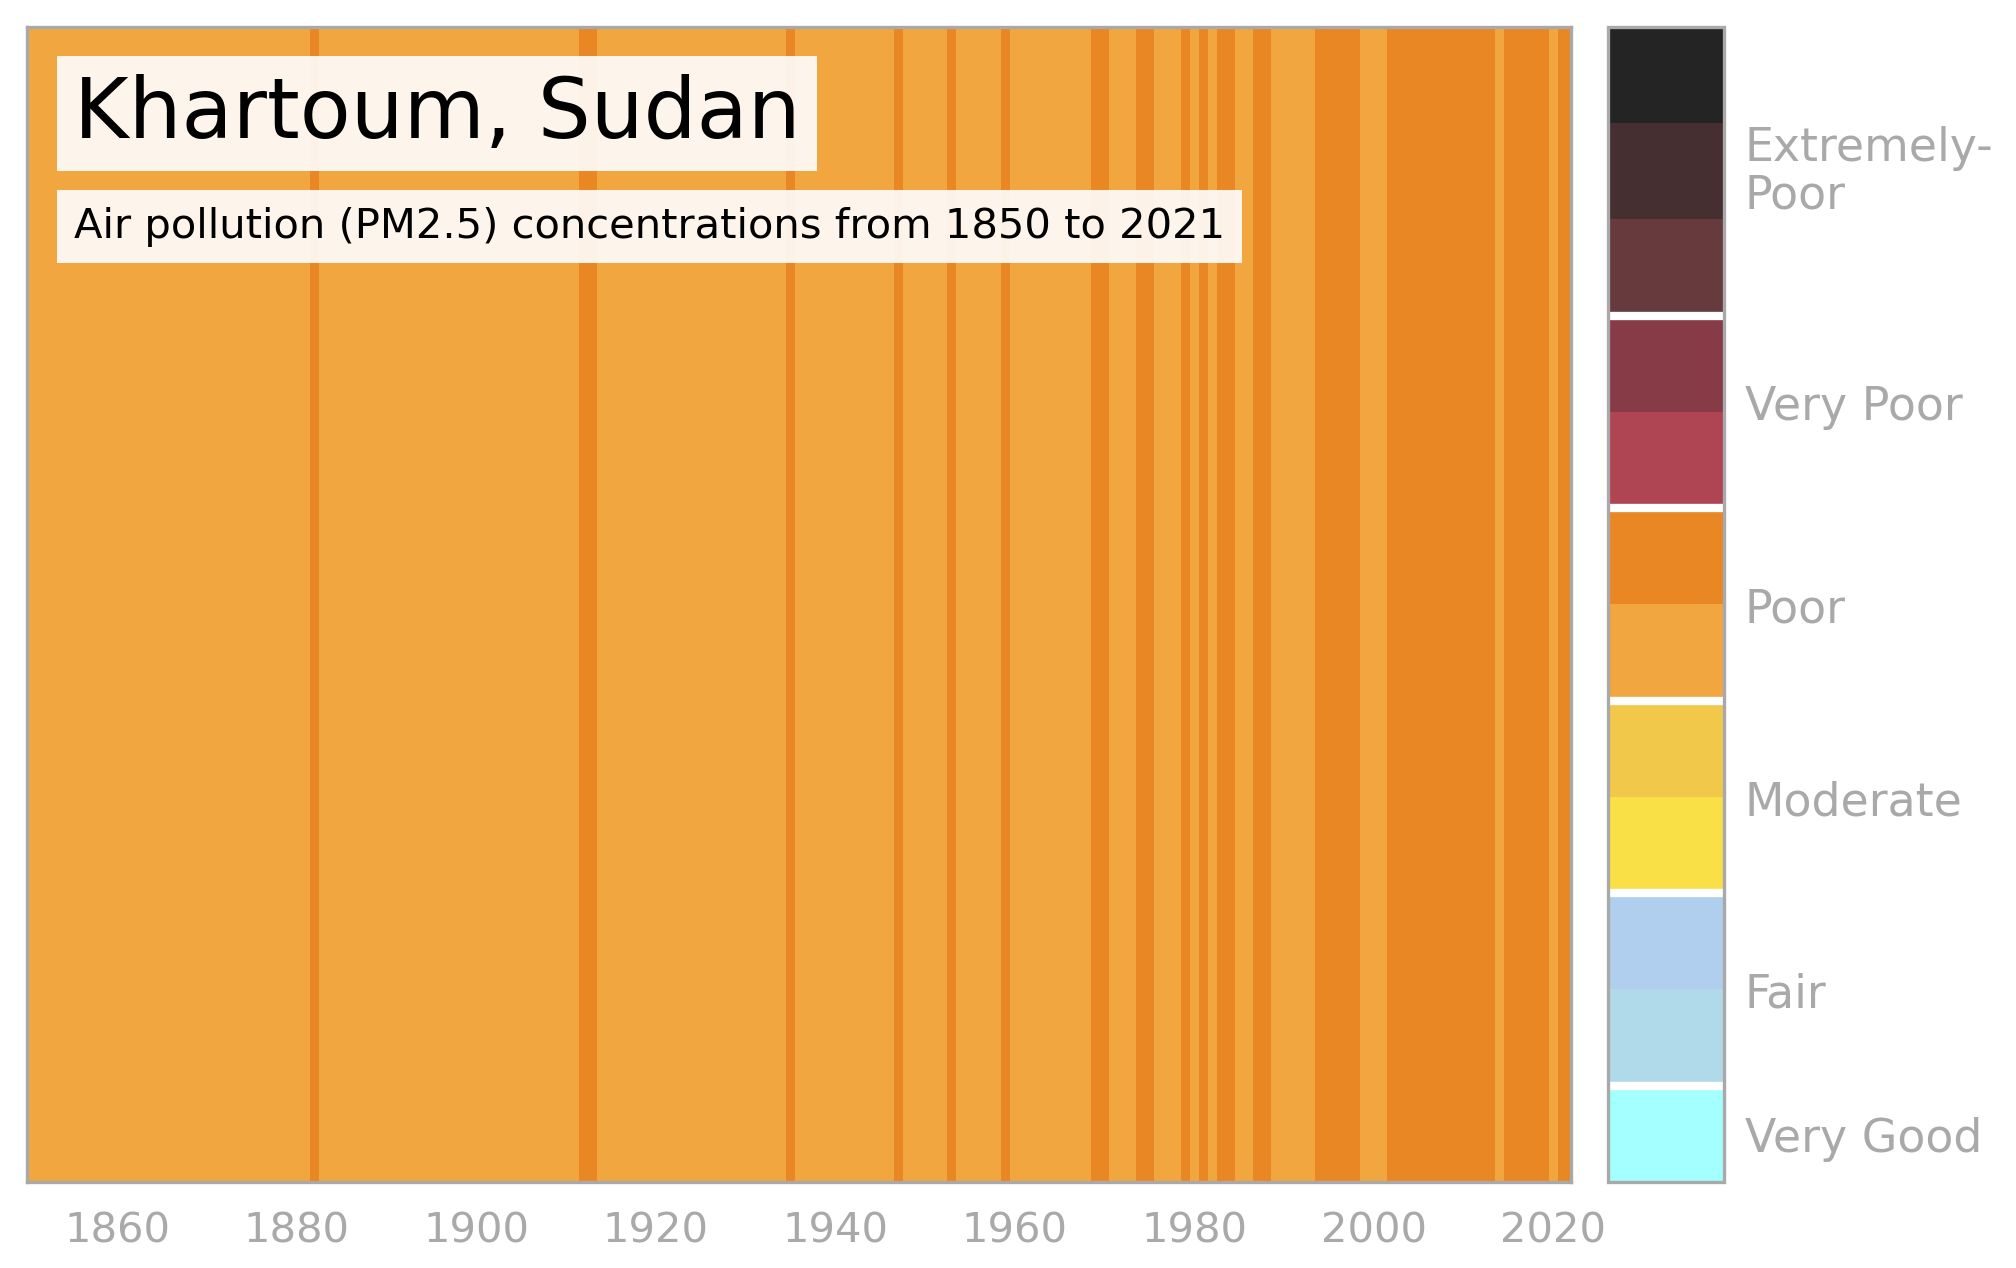 Khartoum, Sudan
Air pollution (PM2.5) concentrations from 1850 to 2021
Extremely-
Poor
Very Poor
Poor
Moderate
Fair
Very Good
1860 1880 1900 1920 1940 1960 1980 2000 2020